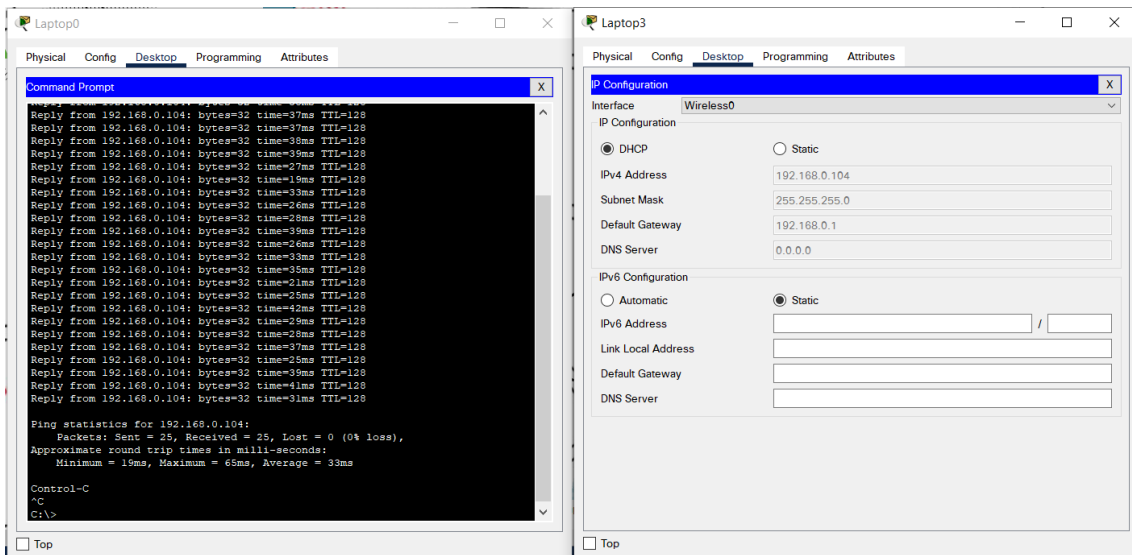 Laptop0
Physical Config Desktop Programming Attributes
Command Prompt X
Reply from 192.168.0.104: bytes=32 TTL=128
Reply from 192.168.0.104: bytes=32 time=37ms TTL=128
Reply from 192.168.0.104: bytes=32 time=37ms TTL=128
Reply from 192.168.0.104: bytes=32 time=38ms TTL=128
Reply from 192.168.0.104: bytes=32 time=39ms TTL=128
Reply from 192.168.0.104: bytes=32 time=27ms TTL=128
Reply from 192.168.0.104: bytes=32 time=19ms TTL=128
Reply from 192.168.0.104: bytes=32 time=33ms TTL=128
Reply from 192.168.0.104: bytes=32 time=26ms TTL=128
Reply from 192.168.0.104: bytes=32 time=28ms TTL=128
Reply from 192.168.0.104: bytes=32 time=39ms TTL=128
Reply from 192.168.0.104: bytes=32 time=26ms TTL=128
Reply from 192.168.0.104: bytes=32 time=33ms TTL=128
Reply from 192.168.0.104: bytes=32 time=35ms TTL=128
Reply from 192.168.0.104: bytes=32 time=21ms TTL=128
Reply from 192.168.0.104: bytes=32 time=25ms TTL=128
Reply from 192.168.0.104: bytes=32 time=42ms TTL=128
Reply from 192.168.0.104: bytes=32 time=29ms TTL=128
Reply from 192.168.0.104: bytes=32 time=28ms TTL=128
Reply from 192.168.0.104: bytes=32 time=37ms TTL=128
Reply from 192.168.0.104: bytes=32 time=25ms TTL=128
Reply from 192.168.0.104: bytes=32 time=39ms TTL=128
Reply from 192.168.0.104: bytes=32 time=41ms TTL=128
Reply from 192.168.0.104: bytes=32 time=31ms TTL=128
Ping statistics for 192.168.0.104:
Packets: Sent = 25, Received = 25, Lost = 0 (0% loss),
Approximate round trip times in milli-seconds:
Minimum = 19ms, Maximum = 65ms, Average = 33ms
Control-C
^C
C:\>
Top
Laptop3
Physical Config Desktop Programming Attributes
IP Configuration X
Interface Wireless0
IP Configuration
DHCP Static
IPv4 Address 192.168.0.104
Subnet Mask 255.255.255.0
Default Gateway 192.168.0.1
DNS Server 0.0.0.0
IPv6 Configuration
Automatic Static
IPv6 Address /
Link Local Address
Default Gateway
DNS Server
Top